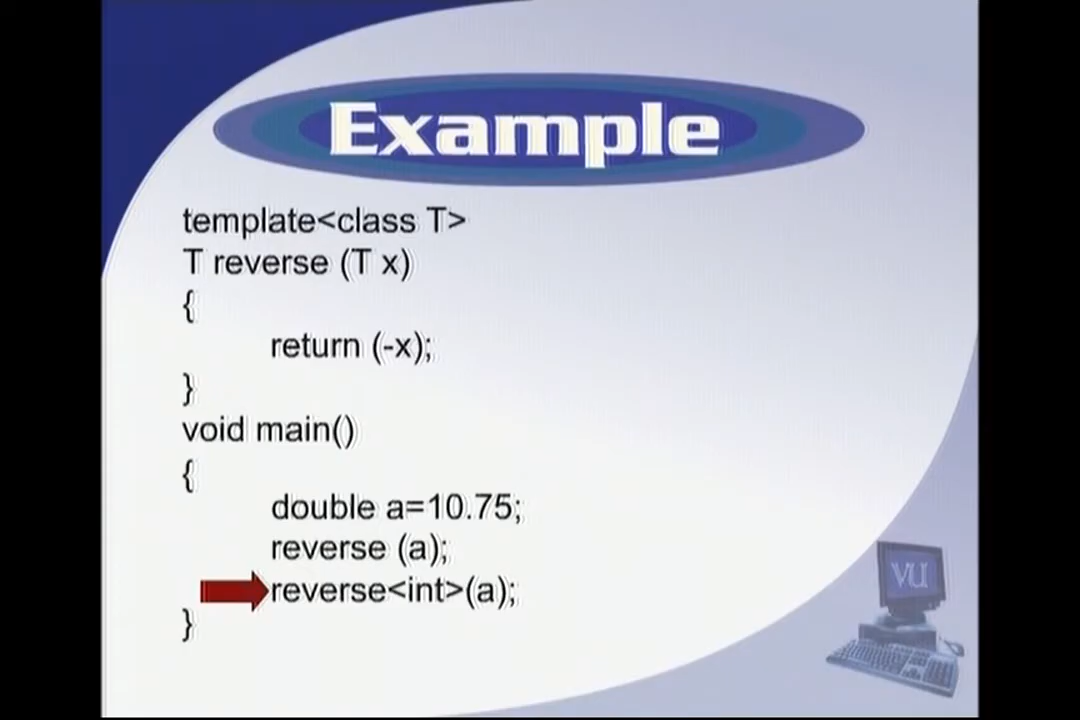 Example
template<class T>
T reverse (T x)
{
return (-x);
}
void main()
{
double a=10.75;
reverse (a);
reverse<int>(a);
}
VU